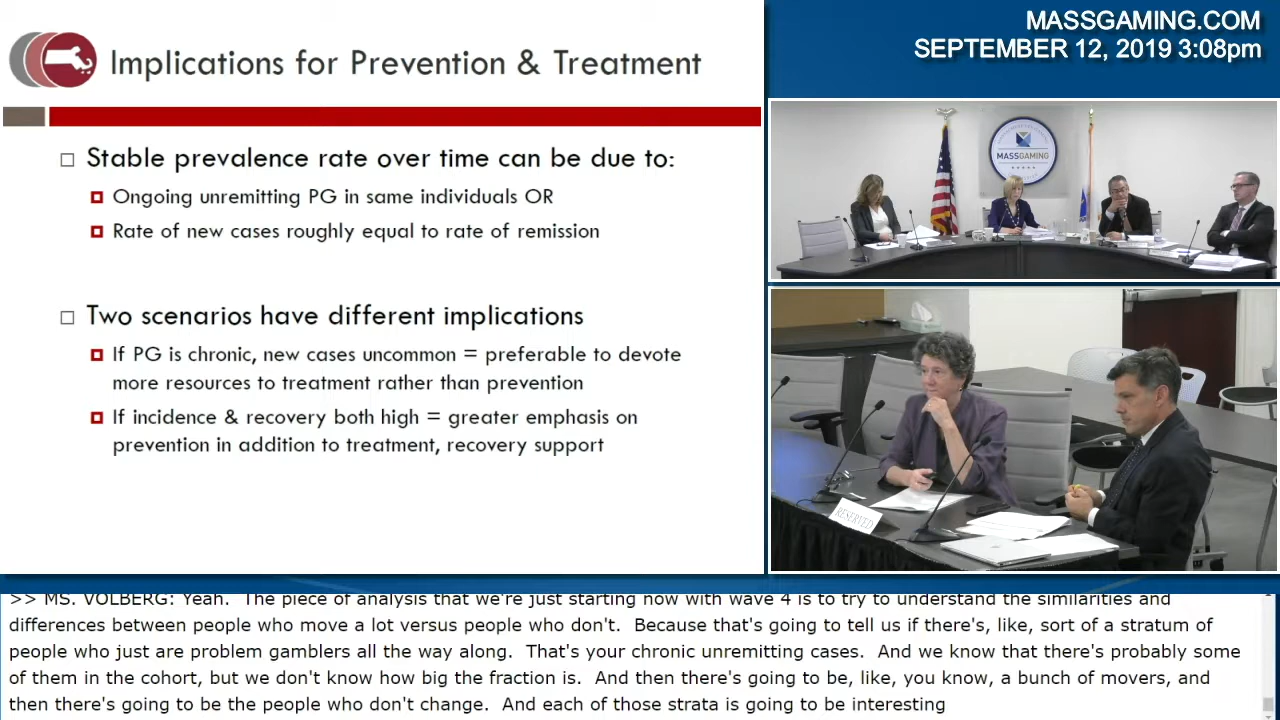 MASSGAMING.COM
SEPTEMBER 12, 2019 3:08pm
Implications for Prevention & Treatment
Stable prevalence rate over time can be due to:
Ongoing unremitting PG in same individuals OR
Rate of new cases roughly equal to rate of remission
Two scenarios have different implications
If PG is chronic, new cases uncommon = preferable to devote
more resources to treatment rather than prevention
If incidence & recovery both high = greater emphasis on
prevention in addition to treatment, recovery support
MASSGAMING
RESERVED
>> MS. VOLBERG: Yeah. The piece of analysis that we're just starting now with wave 4 is to try to understand the similarities and
differences between people who move a lot versus people who don't. Because that's going to tell us if there's, like, sort of a stratum of
people who just are problem gamblers all the way along. That's your chronic unremitting cases. And we know that there's probably some
of them in the cohort, but we don't know how big the fraction is. And then there's going to be, like, you know, a bunch of movers, and
then there's going to be the people who don't change. And each of those strata is going to be interesting